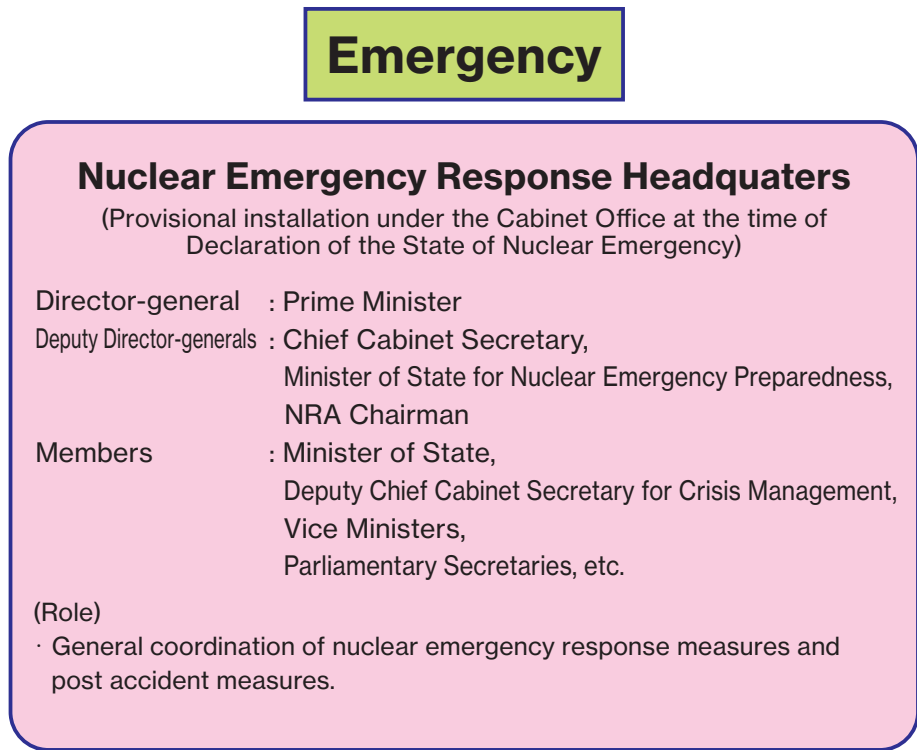 Emergency
Nuclear Emergency Response Headquaters
(Provisional installation under the Cabinet Office at the time of
Declaration of the State of Nuclear Emergency)
Director-general : Prime Minister
Deputy Director-generals : Chief Cabinet Secretary,
Minister of State for Nuclear Emergency Preparedness,
NRA Chairman
Members : Minister of State,
Deputy Chief Cabinet Secretary for Crisis Management,
Vice Ministers,
Parliamentary Secretaries, etc.
(Role)
· General coordination of nuclear emergency response measures and
post accident measures.